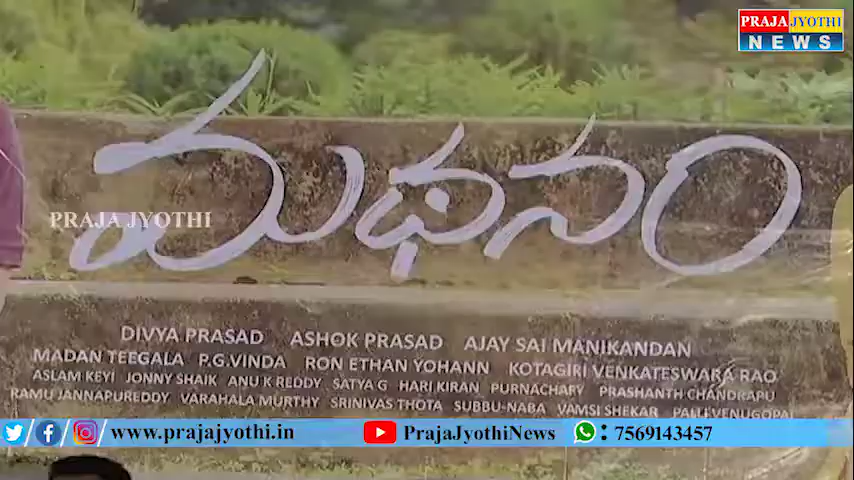 PRAJA JYOTHI
NEWS
మథనం
PRAJA JYOTHI
DIVYA PRASAD ASHOK PRASAD AJAY SAI MANIKANDAN
MADAN TEEGALA P.G.VINDA RON ETHAN YOHANN KOTAGIRI VENKATESWARA RAO
ASLAM KEYI JONNY SHAIK ANU K REDDY SATYA G HARI KIRAN PURNACHARY PRASHANTH CHANDRAPU
RAMU JANNAPUREDDY VARAHALA MURTHY SRINIVAS THOTA SUBBU-NABA VAMSI SHEKAR PALLEVENUGOPAL
www.prajajyothi.in PrajaJyothiNews : 7569143457